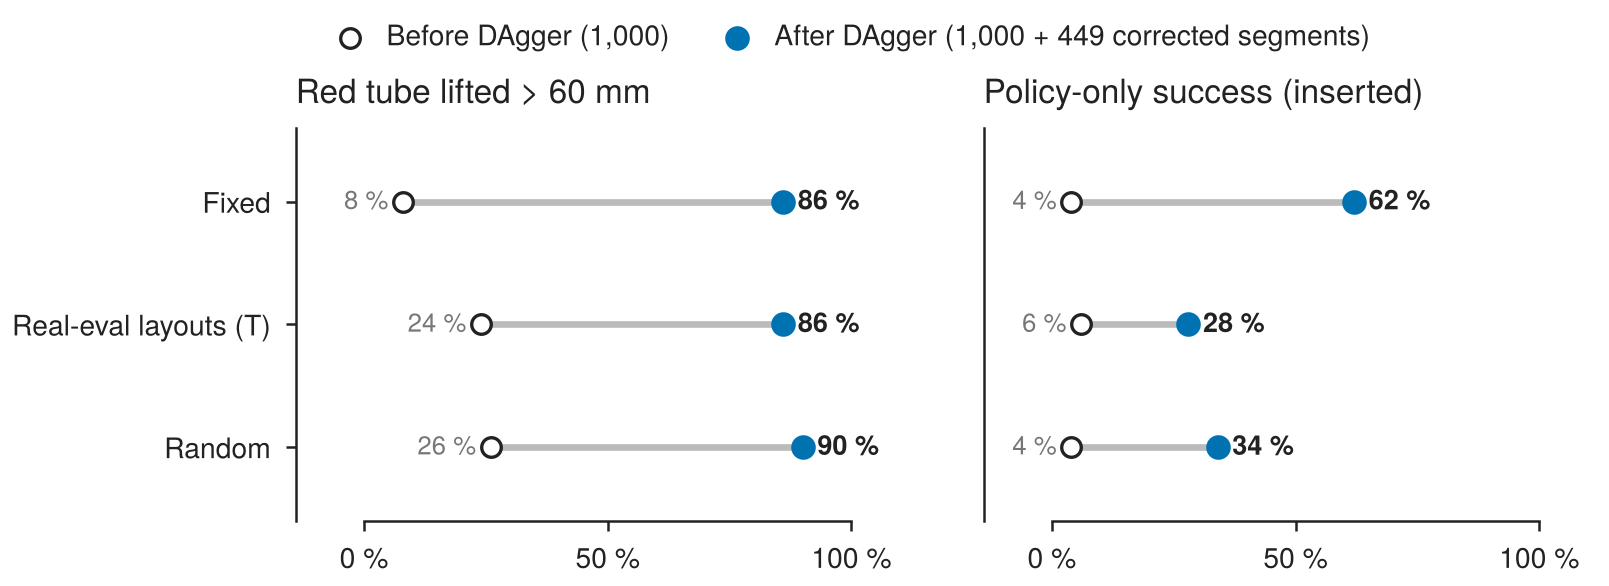 Before DAgger (1,000)
After DAgger (1,000 + 449 corrected segments)
Red tube lifted > 60 mm
Policy-only success (inserted)
Fixed
8 %
86 %
4 %
62 %
Real-eval layouts (T)
24 %
86 %
6 %
28 %
Random
26 %
90 %
4 %
34 %
0 %
50 %
100 %
0 %
50 %
100 %